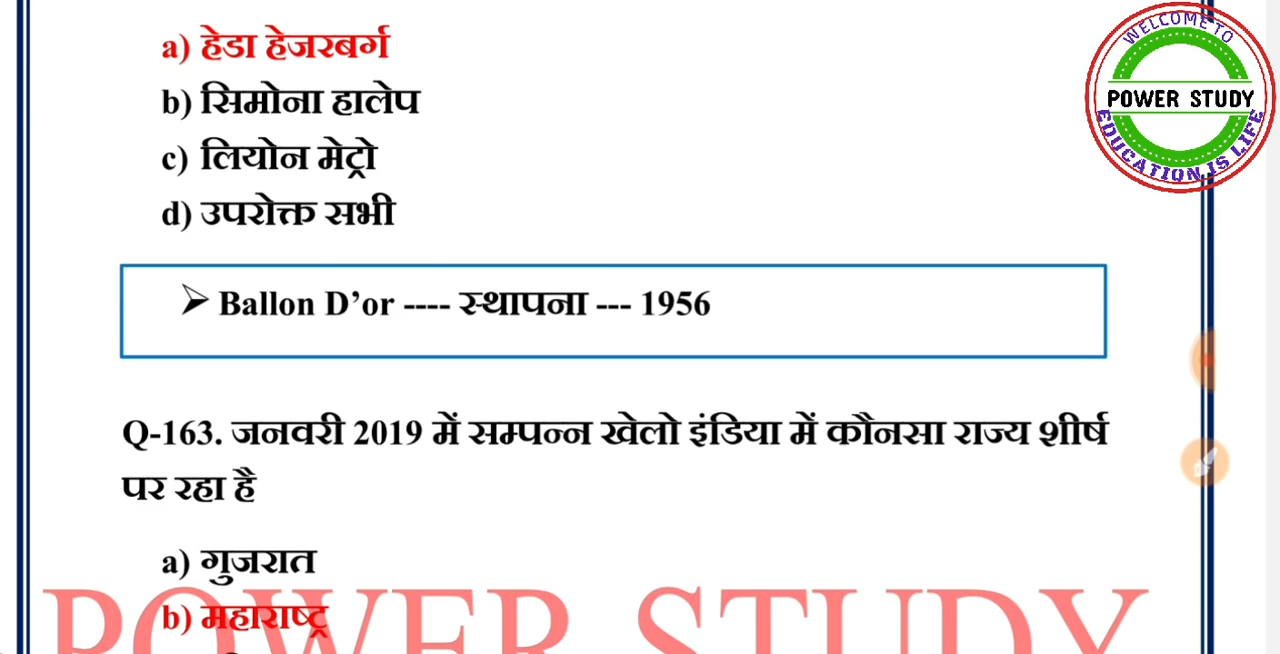 a) हेडा हेजरबर्ग
b) सिमोना हालेप
c) लियोन मेट्रो
d) उपरोक्त सभी
WELCOME TO
POWER STUDY
EDUCATION IS LIFE
➢ Ballon D’or ---- स्थापना --- 1956
Q-163. जनवरी 2019 में सम्पन्न खेलो इंडिया में कौनसा राज्य शीर्ष
पर रहा है
a) गुजरात
b) महाराष्ट्र
POWER STUDY